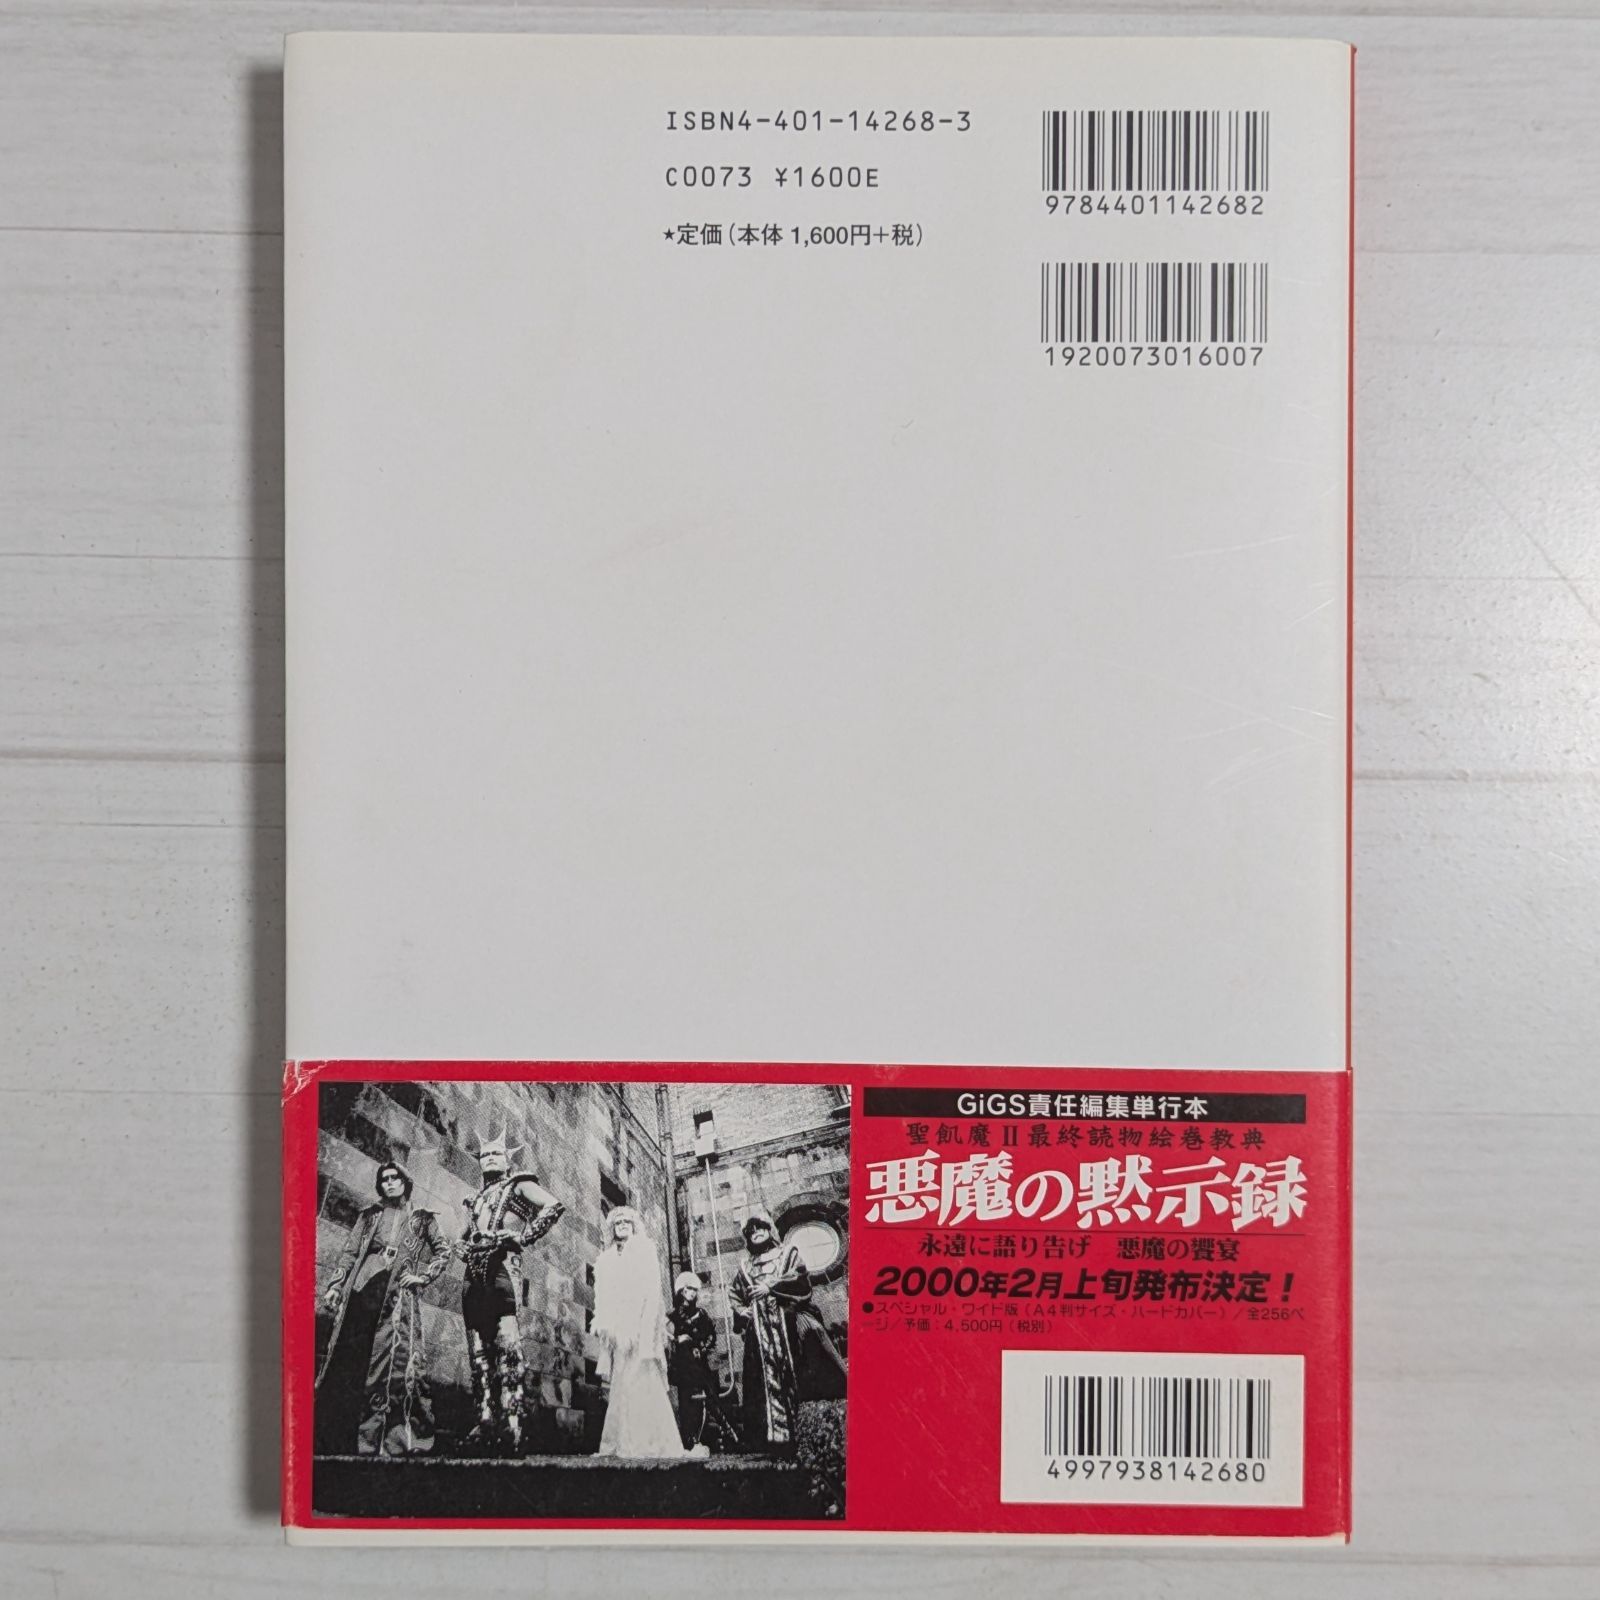 ISBN4-401-14268-3
C0073 ¥1600E
★定価(本体 1,600円+税)
9784401142682
1920073016007
GiGS責任編集単行本
聖飢魔Ⅱ最終読物絵巻教典
悪魔の黙示録
永遠に語り告げ 悪魔の饗宴
2000年2月上旬発布決定!
●スペシャル・ワイド版(A4判サイズ・ハードカバー)/全256ペ
ージ/予価:4,500円(税別)
4997938142680